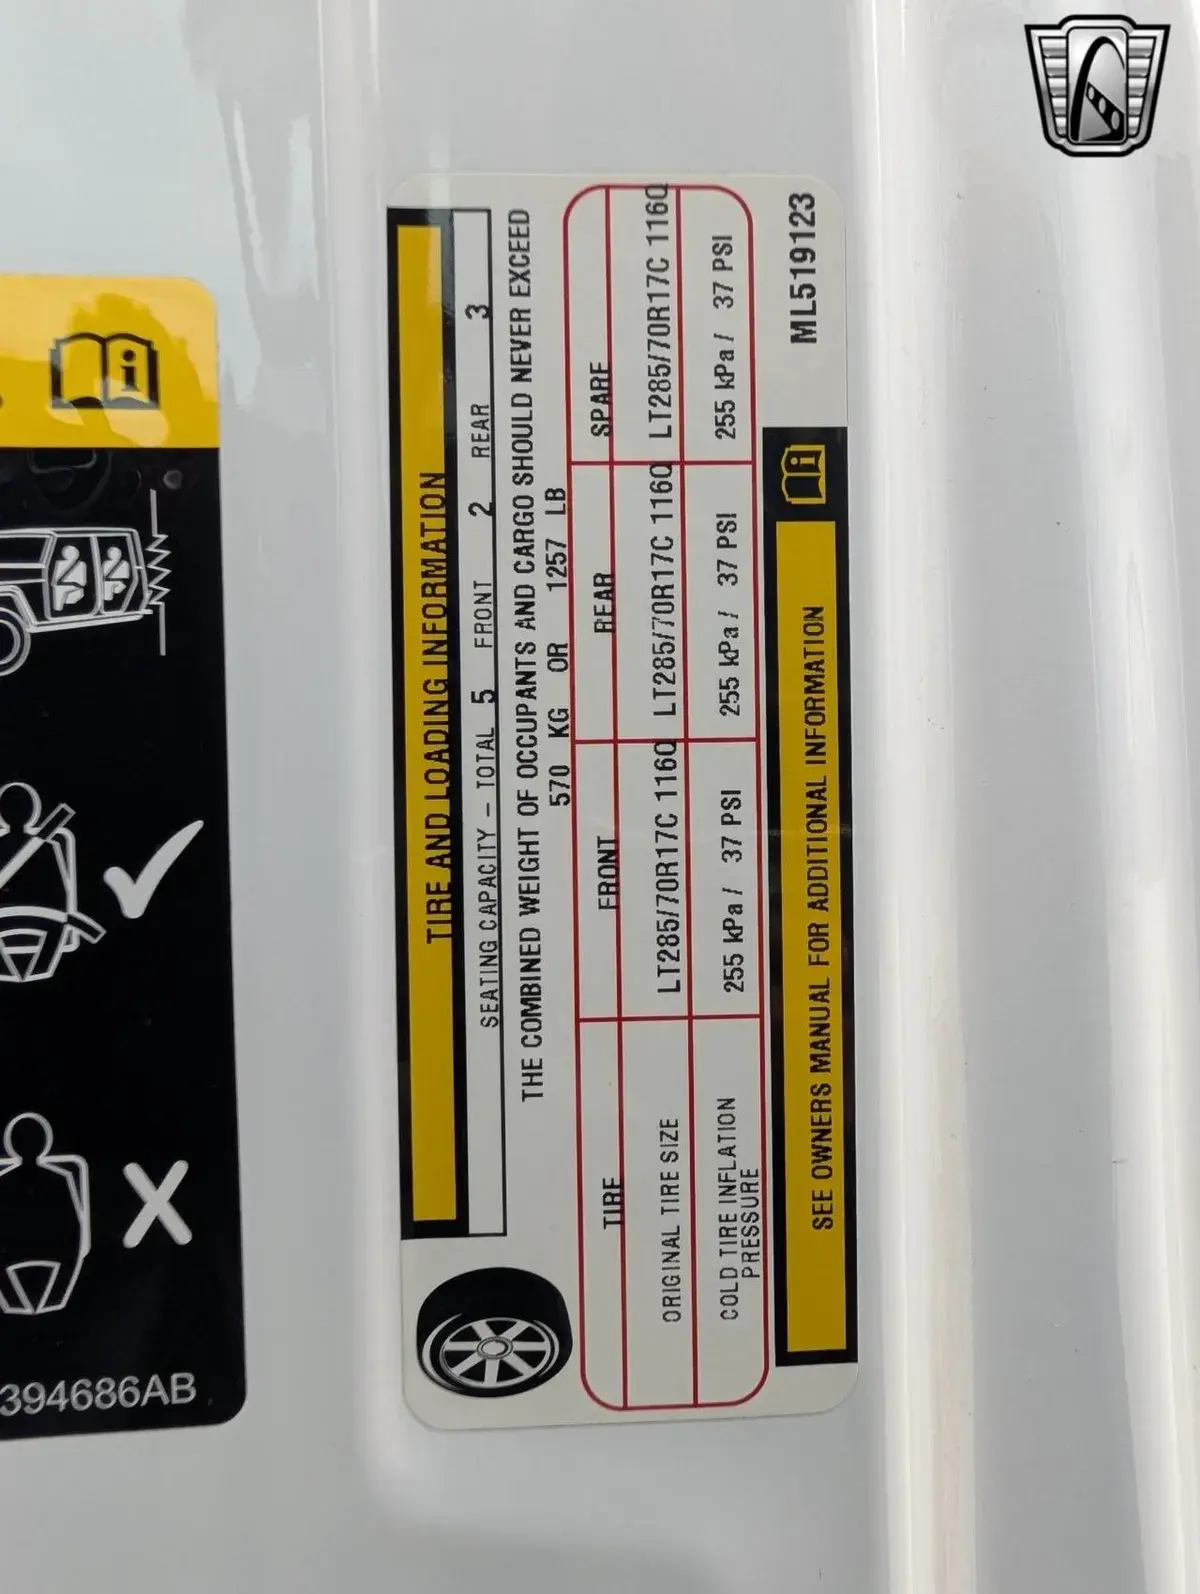 TIRE AND LOADING INFORMATION
SEATING CAPACITY – TOTAL 5 FRONT 2 REAR 3
THE COMBINED WEIGHT OF OCCUPANTS AND CARGO SHOULD NEVER EXCEED
570 KG OR 1257 LB
TIRE FRONT REAR SPARE
ORIGINAL TIRE SIZE LT285/70R17C 116Q LT285/70R17C 116Q LT285/70R17C 116Q
COLD TIRE INFLATION 255 kPa / 37 PSI 255 kPa / 37 PSI 255 kPa / 37 PSI
PRESSURE
SEE OWNERS MANUAL FOR ADDITIONAL INFORMATION
ML519123
394686AB